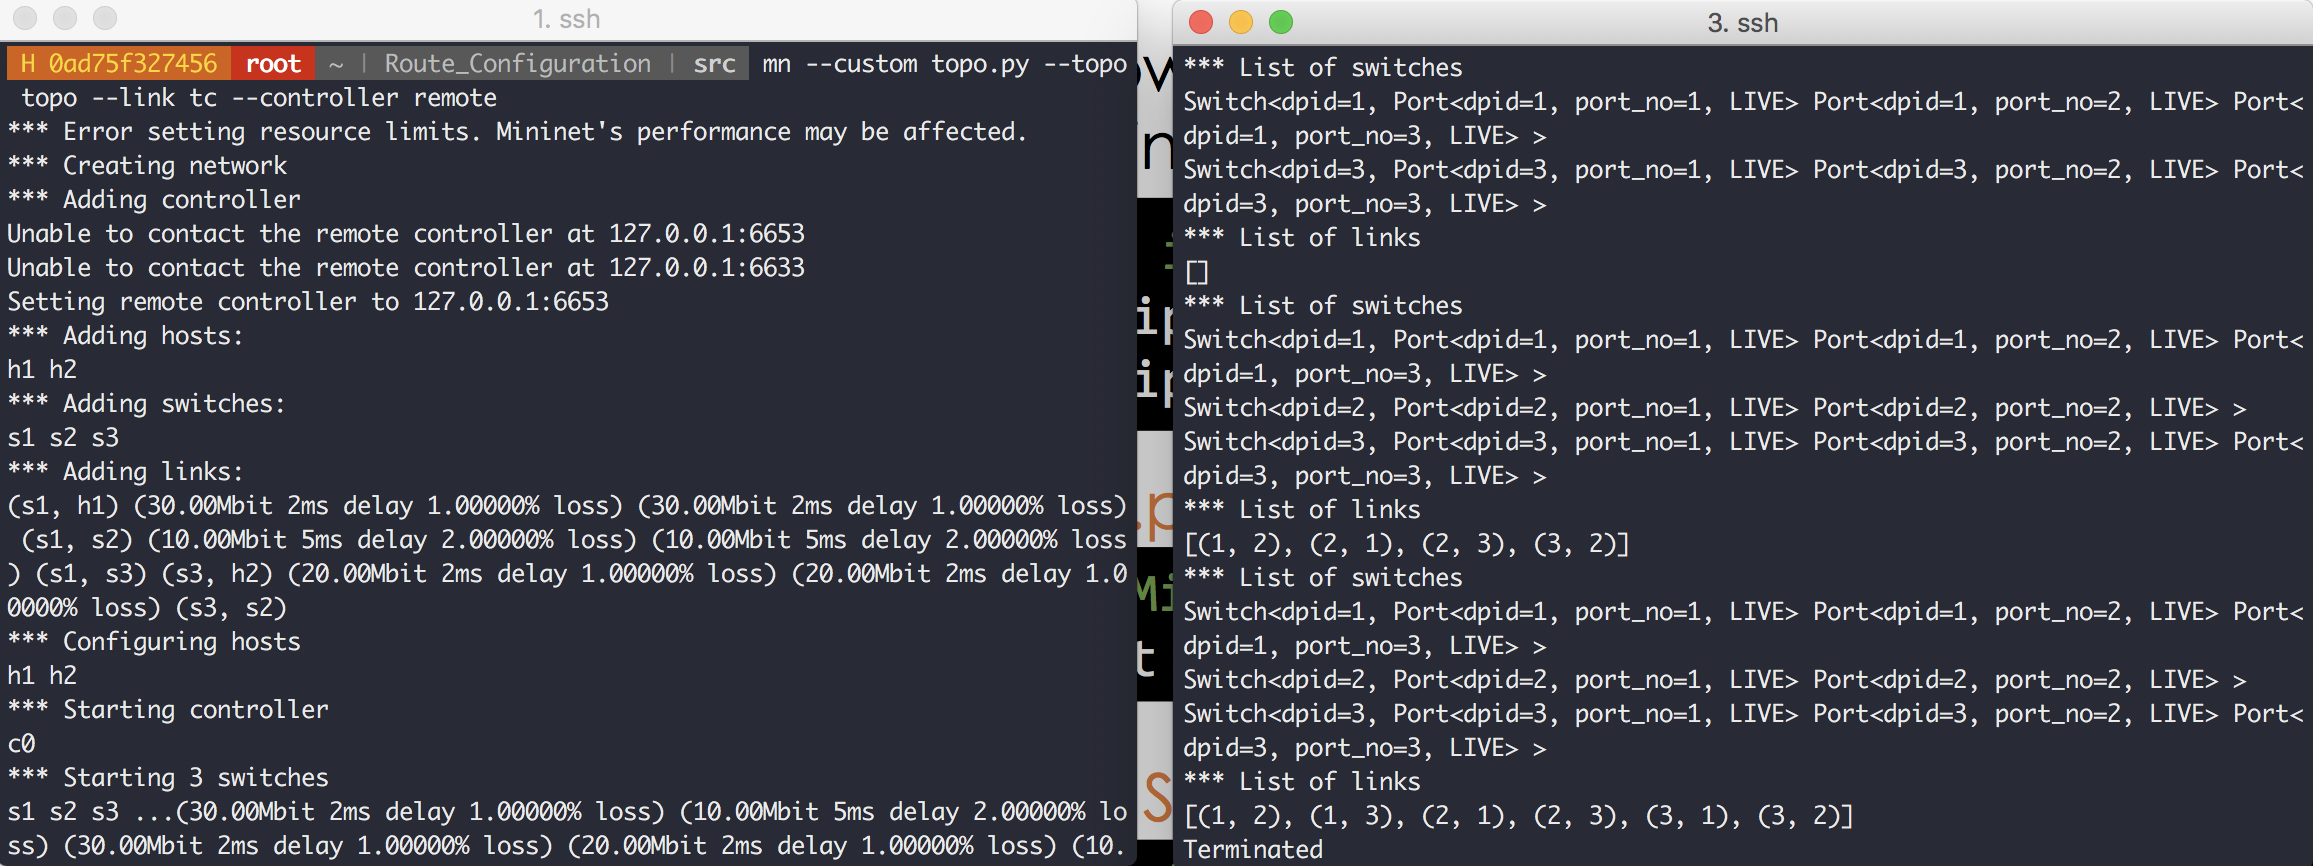 1. ssh
H 0ad75f327456 root ~ | Route_Configuration | src mn --custom topo.py --topo
topo --link tc --controller remote
*** Error setting resource limits. Mininet's performance may be affected.
*** Creating network
*** Adding controller
Unable to contact the remote controller at 127.0.0.1:6653
Unable to contact the remote controller at 127.0.0.1:6633
Setting remote controller to 127.0.0.1:6653
*** Adding hosts:
h1 h2
*** Adding switches:
s1 s2 s3
*** Adding links:
(s1, h1) (30.00Mbit 2ms delay 1.00000% loss) (30.00Mbit 2ms delay 1.00000% loss)
(s1, s2) (10.00Mbit 5ms delay 2.00000% loss) (10.00Mbit 5ms delay 2.00000% loss
) (s1, s3) (s3, h2) (20.00Mbit 2ms delay 1.00000% loss) (20.00Mbit 2ms delay 1.0
0000% loss) (s3, s2)
*** Configuring hosts
h1 h2
*** Starting controller
c0
*** Starting 3 switches
s1 s2 s3 ...(30.00Mbit 2ms delay 1.00000% loss) (10.00Mbit 5ms delay 2.00000% lo
ss) (30.00Mbit 2ms delay 1.00000% loss) (20.00Mbit 2ms delay 1.00000% loss) (10.
3. ssh
*** List of switches
Switch<dpid=1, Port<dpid=1, port_no=1, LIVE> Port<dpid=1, port_no=2, LIVE> Port<
dpid=1, port_no=3, LIVE> >
Switch<dpid=3, Port<dpid=3, port_no=1, LIVE> Port<dpid=3, port_no=2, LIVE> Port<
dpid=3, port_no=3, LIVE> >
*** List of links
[]
*** List of switches
Switch<dpid=1, Port<dpid=1, port_no=1, LIVE> Port<dpid=1, port_no=2, LIVE> Port<
dpid=1, port_no=3, LIVE> >
Switch<dpid=2, Port<dpid=2, port_no=1, LIVE> Port<dpid=2, port_no=2, LIVE> >
Switch<dpid=3, Port<dpid=3, port_no=1, LIVE> Port<dpid=3, port_no=2, LIVE> Port<
dpid=3, port_no=3, LIVE> >
*** List of links
[(1, 2), (2, 1), (2, 3), (3, 2)]
*** List of switches
Switch<dpid=1, Port<dpid=1, port_no=1, LIVE> Port<dpid=1, port_no=2, LIVE> Port<
dpid=1, port_no=3, LIVE> >
Switch<dpid=2, Port<dpid=2, port_no=1, LIVE> Port<dpid=2, port_no=2, LIVE> >
Switch<dpid=3, Port<dpid=3, port_no=1, LIVE> Port<dpid=3, port_no=2, LIVE> Port<
dpid=3, port_no=3, LIVE> >
*** List of links
[(1, 2), (1, 3), (2, 1), (2, 3), (3, 1), (3, 2)]
Terminated